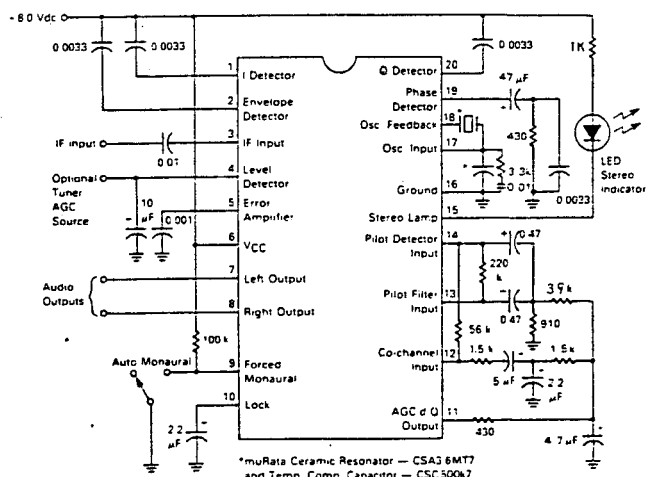 - 8.0 Vdc
0.0033
0.0033
0.0033
1K
1
I Detector
Q Detector
20
2
Envelope
Detector
Phase
Detector
19
47 µF
IF Input
0.01
3
IF Input
Osc Feedback
18
*
430
Osc Input
17
3.3k
0.01
LED
Stereo
Indicator
Optional
Tuner
AGC
Source
4
Level
Detector
Ground
16
0.0033
10
µF
0.001
5
Error
Amplifier
Stereo Lamp
15
6
VCC
Pilot Detector
Input
14
0.47
220
k
Audio
Outputs
7
Left Output
Pilot Filter
Input
13
0.47
3.9 k
910
8
Right Output
100k
56 k
Auto Monaural
9
Forced
Monaural
Co-channel
Input
12
1.5 k
5 µF
1.5k
2.2
µF
10
Lock
2.2
µF
AGC d Q
Output
11
430
4.7 µF
*muRata Ceramic Resonator — CSA3.6MT7
and Temp. Comp. Capacitor — CSC500k7